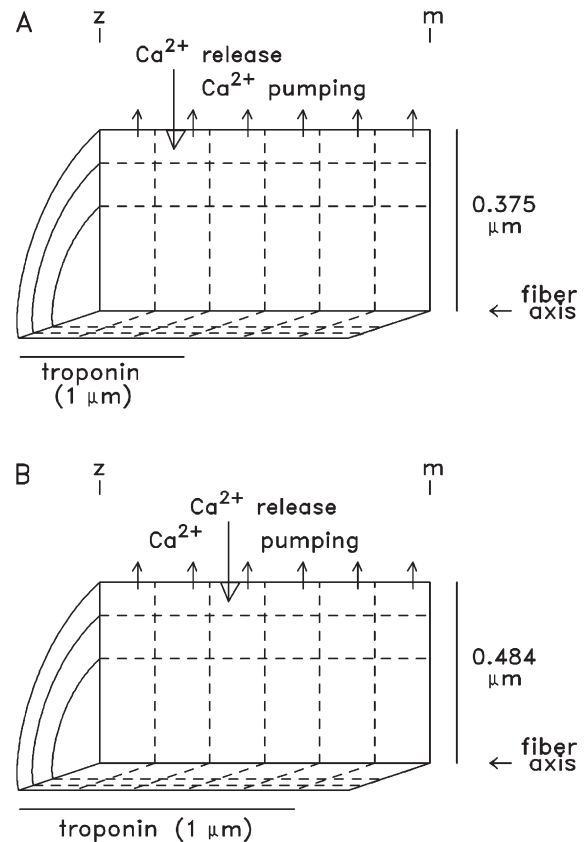 A
z m
Ca²⁺ release
Ca²⁺ pumping
0.375
μm
fiber
axis
troponin
(1 μm)
B
z m
Ca²⁺ release
Ca²⁺ pumping
0.484
μm
fiber
axis
troponin (1 μm)